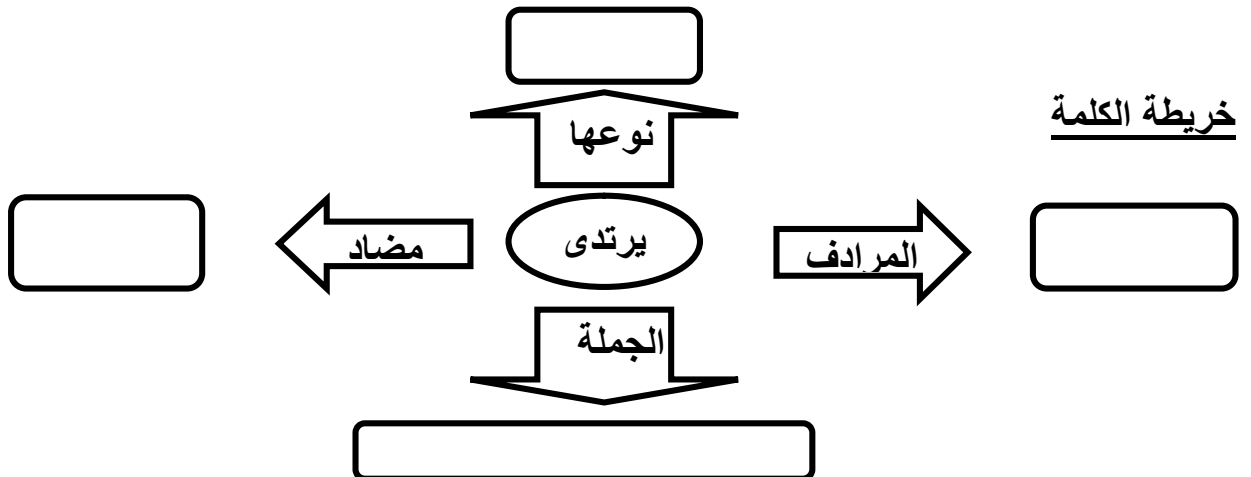 خريطة الكلمة
نوعها
المرادف
يرتدى
مضاد
الجملة